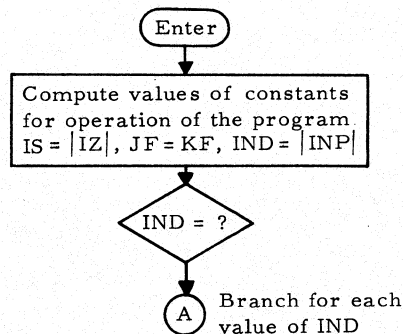 Enter
Compute values of constants
for operation of the program
IS = |IZ|, JF = KF, IND = |INP|
IND = ?
A
Branch for each
value of IND